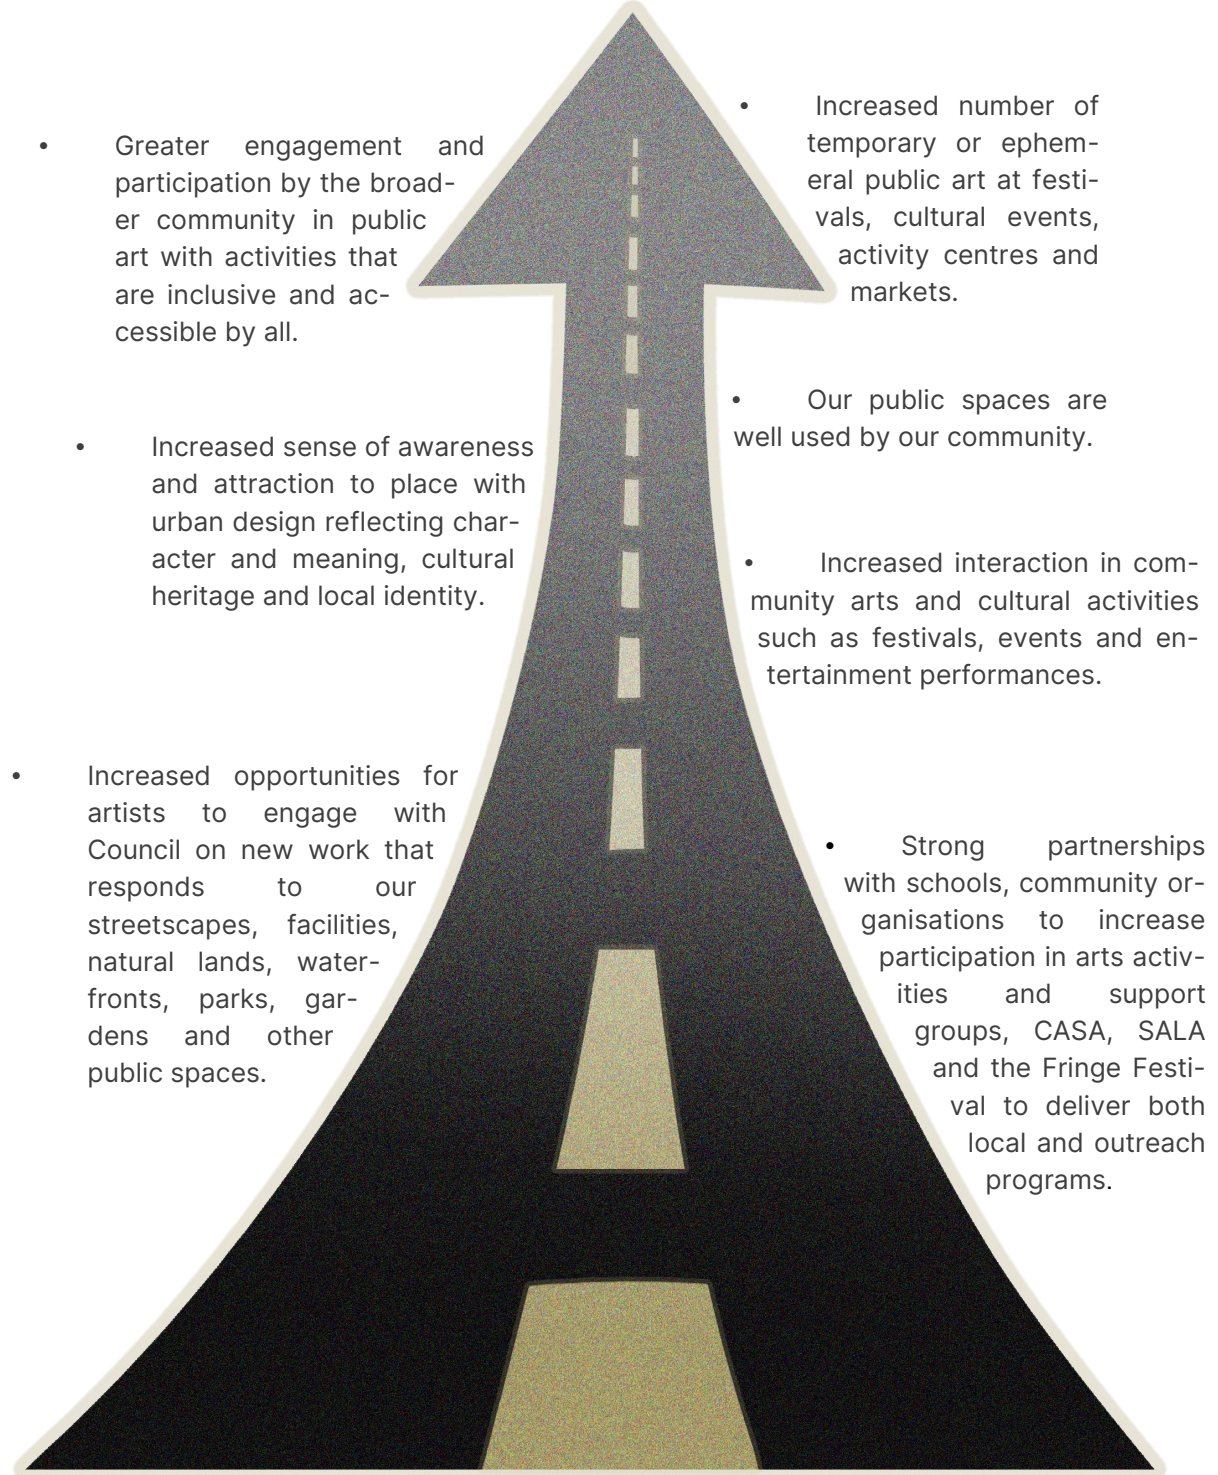 • Greater engagement and
participation by the broad-
er community in public
art with activities that
are inclusive and ac-
cessible by all.
• Increased sense of awareness
and attraction to place with
urban design reflecting char-
acter and meaning, cultural
heritage and local identity.
• Increased opportunities for
artists to engage with
Council on new work that
responds to our
streetscapes, facilities,
natural lands, water-
fronts, parks, gar-
dens and other
public spaces.
• Increased number of
temporary or ephem-
eral public art at festi-
vals, cultural events,
activity centres and
markets.
• Our public spaces are
well used by our community.
• Increased interaction in com-
munity arts and cultural activities
such as festivals, events and en-
tertainment performances.
• Strong partnerships
with schools, community or-
ganisations to increase
participation in arts activ-
ities and support
groups, CASA, SALA
and the Fringe Festi-
val to deliver both
local and outreach
programs.